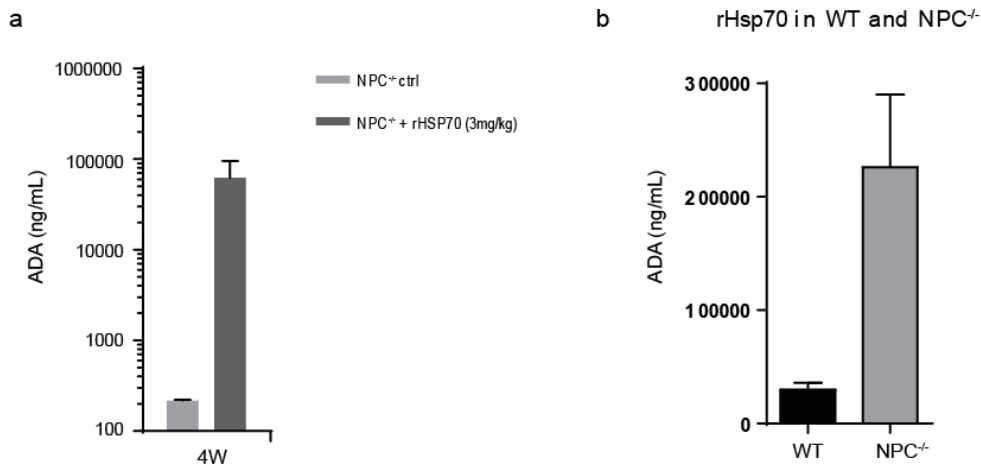 a
1000000
100000
10000
1000
100
ADA (ng/mL)
4W
NPC⁻/⁻ ctrl
NPC⁻/⁻ + rHSP70 (3mg/kg)
b
rHsp70 in WT and NPC⁻/⁻
300000
200000
100000
0
ADA (ng/mL)
WT
NPC⁻/⁻